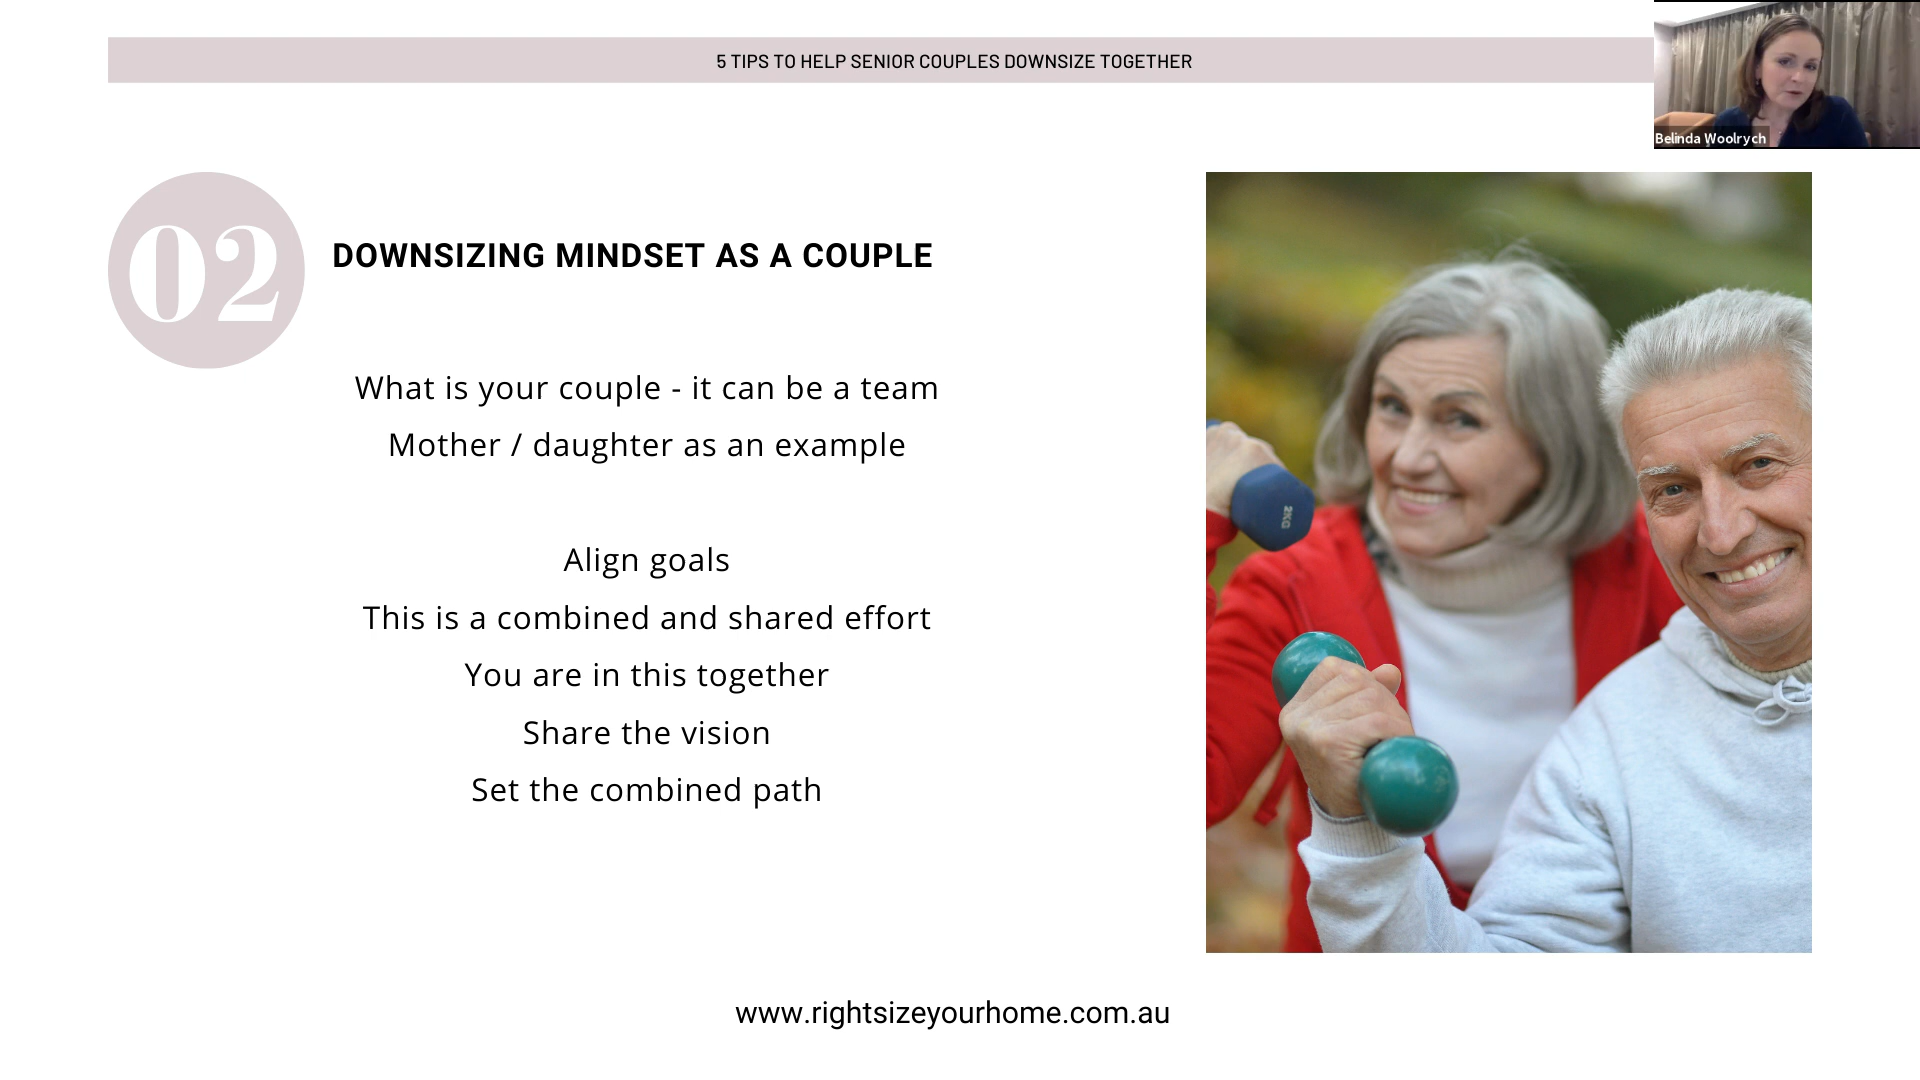 5 TIPS TO HELP SENIOR COUPLES DOWNSIZE TOGETHER
Belinda Woolrych
02
DOWNSIZING MINDSET AS A COUPLE
What is your couple - it can be a team
Mother / daughter as an example
Align goals
This is a combined and shared effort
You are in this together
Share the vision
Set the combined path
2KG
www.rightsizeyourhome.com.au